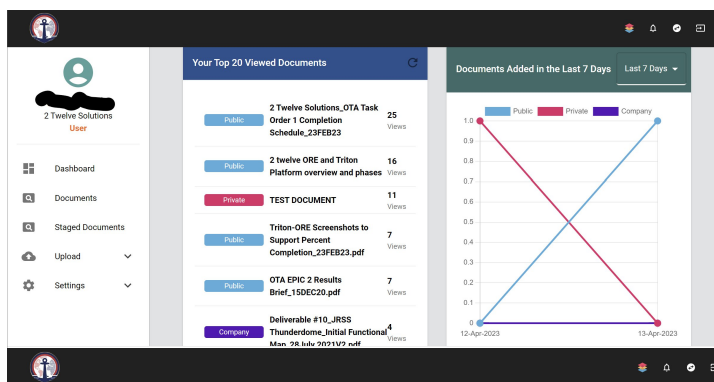 2 Twelve Solutions
User
Dashboard
Documents
Staged Documents
Upload
Settings
Your Top 20 Viewed Documents
Public
2 Twelve Solutions_OTA Task
Order 1 Completion
Schedule_23FEB23
25
Views
Public
2 twelve ORE and Triton
Platform overview and phases
16
Views
Private
TEST DOCUMENT
11
Views
Public
Triton-ORE Screenshots to
Support Percent
Completion_23FEB23.pdf
7
Views
Public
OTA EPIC 2 Results
Brief_15DEC20.pdf
7
Views
Company
Deliverable #10_JRSS
Thunderdome_Initial Functional
Map_28July 2021V2.pdf
4
Views
Documents Added in the Last 7 Days
Last 7 Days
Public Private Company
1.0
0.9
0.8
0.7
0.6
0.5
0.4
0.3
0.2
0.1
0
12-Apr-2023 13-Apr-2023